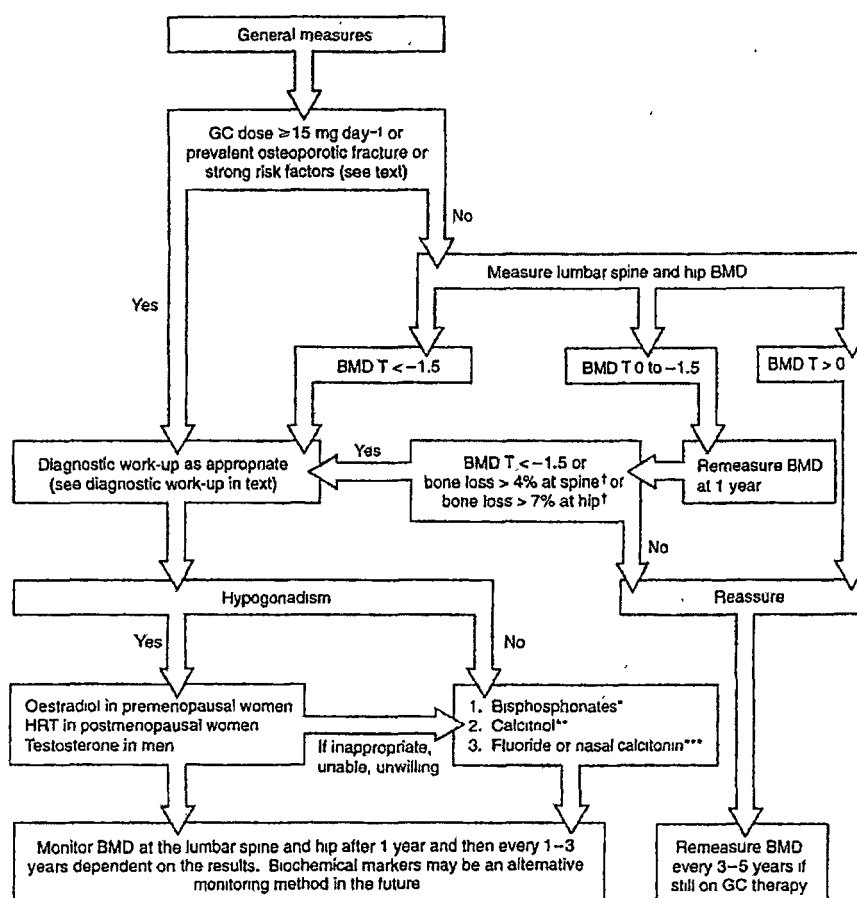 General measures
GC dose ≥ 15 mg day⁻¹ or
prevalent osteoporotic fracture or
strong risk factors (see text)
No
Measure lumbar spine and hip BMD
Yes
BMD T < −1.5
BMD T 0 to −1.5
BMD T > 0
Diagnostic work-up as appropriate
(see diagnostic work-up in text)
Yes
BMD T < −1.5 or
bone loss > 4% at spine† or
bone loss > 7% at hip†
Remeasure BMD
at 1 year
No
Hypogonadism
Reassure
Yes
No
Oestradiol in premenopausal women
HRT in postmenopausal women
Testosterone in men
If inappropriate,
unable, unwilling
1. Bisphosphonates*
2. Calcitriol**
3. Fluoride or nasal calcitonin***
Monitor BMD at the lumbar spine and hip after 1 year and then every 1–3
years dependent on the results. Biochemical markers may be an alternative
monitoring method in the future
Remeasure BMD
every 3–5 years if
still on GC therapy